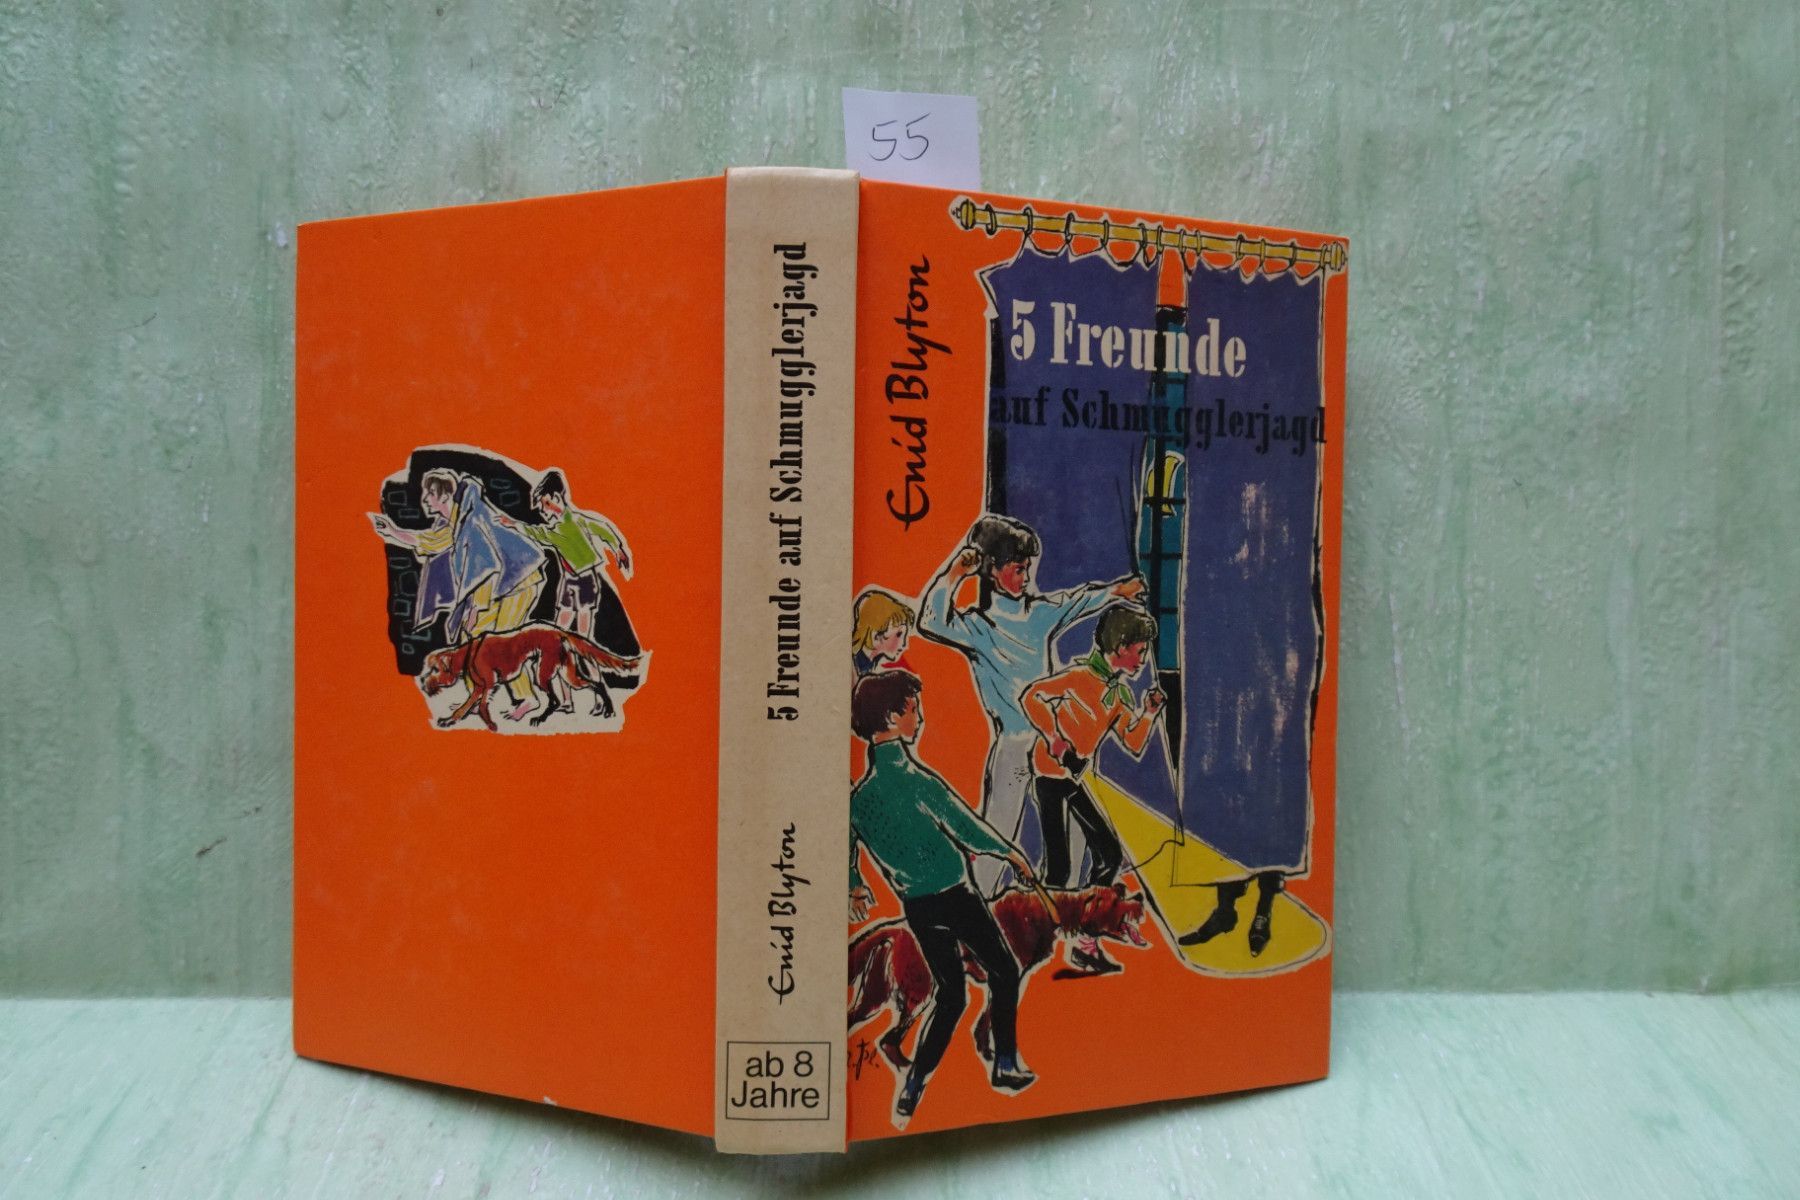 55
5 Freunde auf Schmugglerjagd
Enid Blyton
ab 8
Jahre
Enid Blyton
5 Freunde
auf Schmugglerjagd